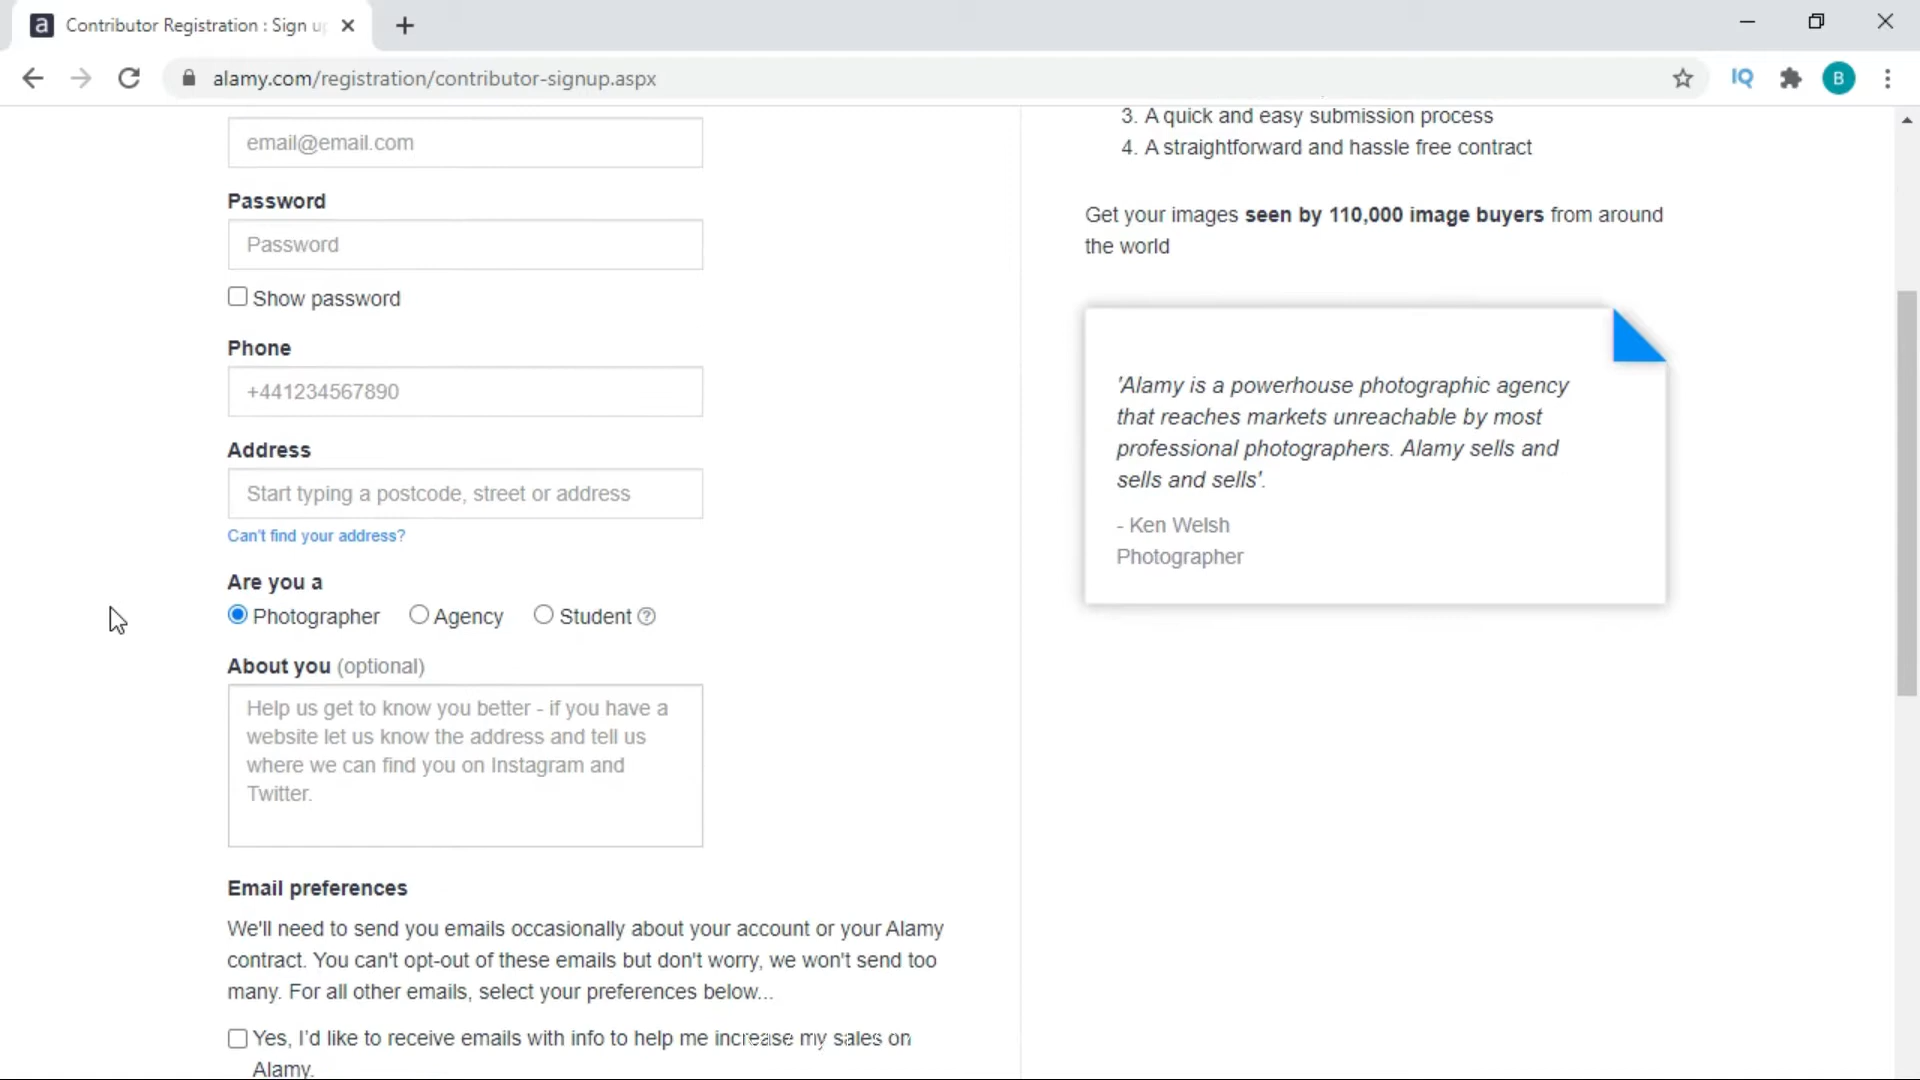 a Contributor Registration : Sign u
alamy.com/registration/contributor-signup.aspx
IQ
B
email@email.com
Password
Password
Show password
Phone
+441234567890
Address
Start typing a postcode, street or address
Can't find your address?
Are you a
Photographer Agency Student ?
About you (optional)
Help us get to know you better - if you have a
website let us know the address and tell us
where we can find you on Instagram and
Twitter.
Email preferences
We'll need to send you emails occasionally about your account or your Alamy
contract. You can't opt-out of these emails but don't worry, we won't send too
many. For all other emails, select your preferences below...
Yes, I'd like to receive emails with info to help me increase my sales on
Alamy.
3. A quick and easy submission process
4. A straightforward and hassle free contract
Get your images seen by 110,000 image buyers from around
the world
'Alamy is a powerhouse photographic agency
that reaches markets unreachable by most
professional photographers. Alamy sells and
sells and sells'.
- Ken Welsh
Photographer